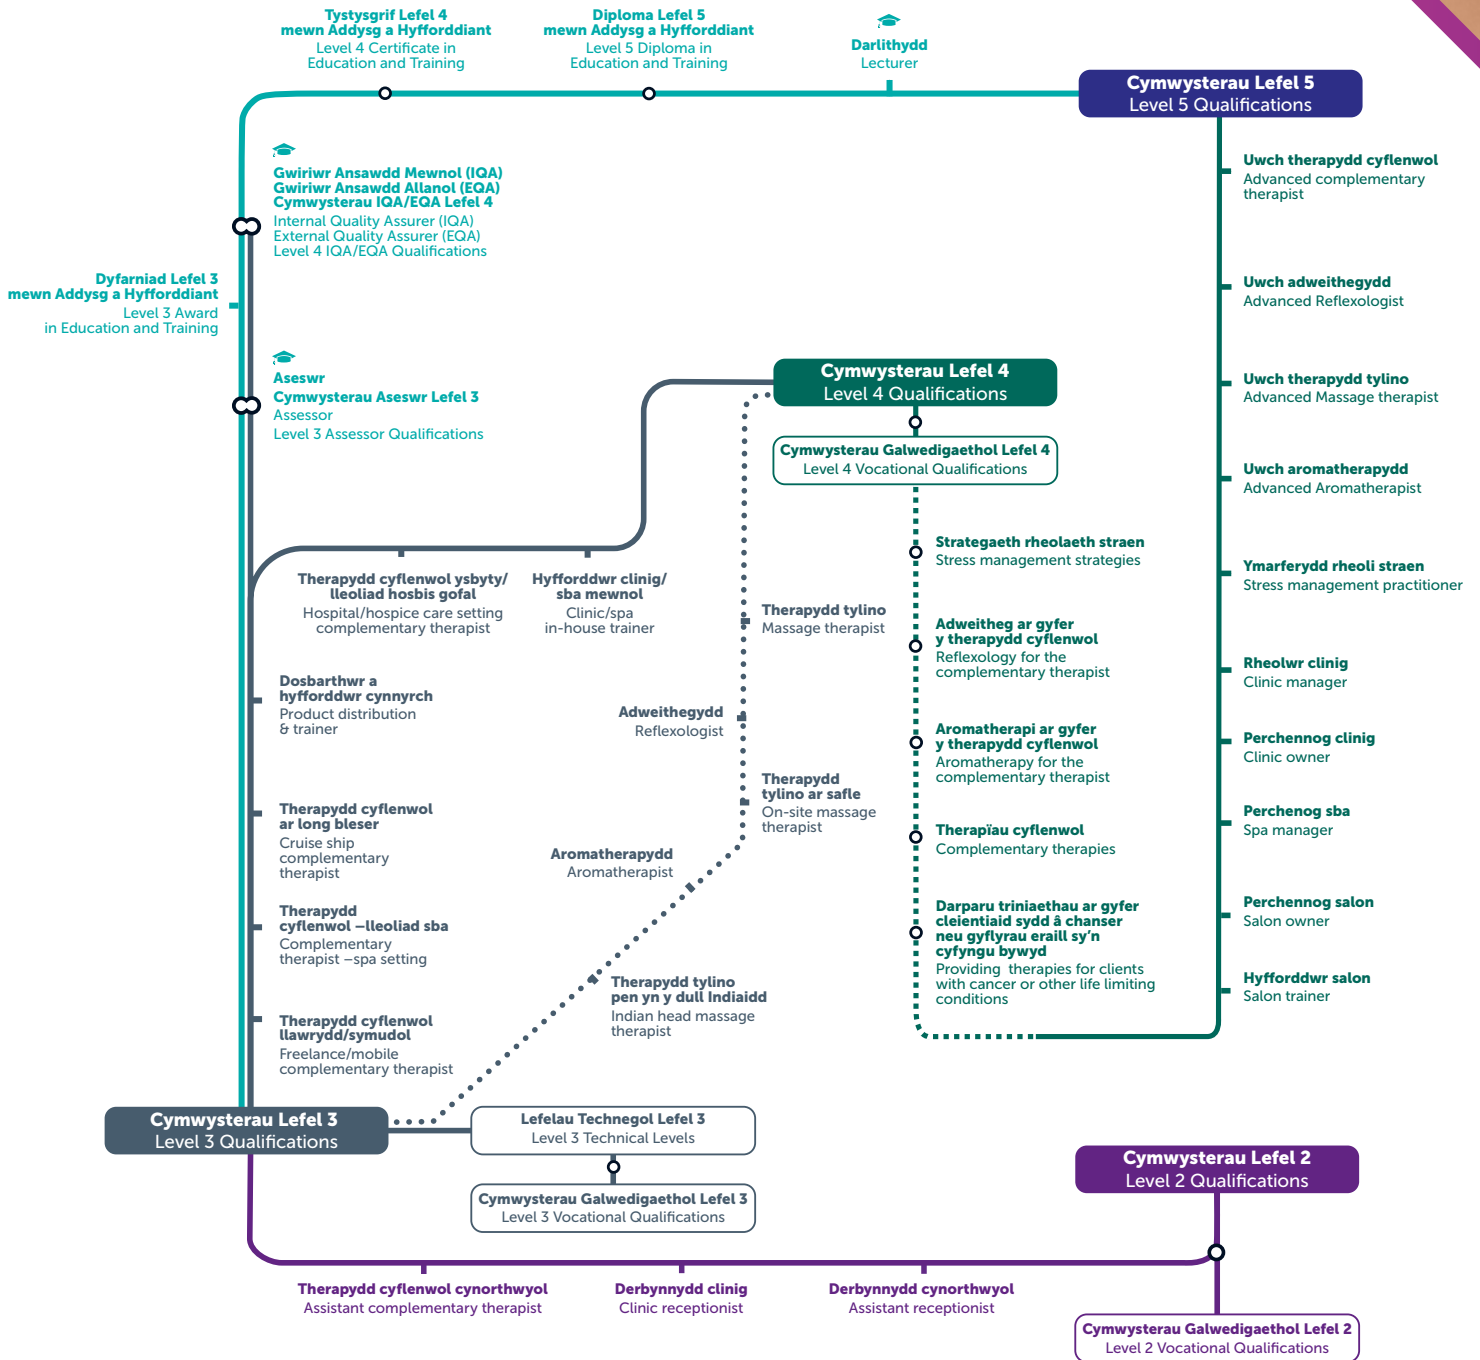 Tystysgrif Lefel 4
mewn Addysg a Hyfforddiant
Level 4 Certificate in
Education and Training
Diploma Lefel 5
mewn Addysg a Hyfforddiant
Level 5 Diploma in
Education and Training
Darlithydd
Lecturer
Cymwysterau Lefel 5
Level 5 Qualifications
Gwiriwr Ansawdd Mewnol (IQA)
Gwiriwr Ansawdd Allanol (EQA)
Cymwysterau IQA/EQA Lefel 4
Internal Quality Assurer (IQA)
External Quality Assurer (EQA)
Level 4 IQA/EQA Qualifications
Dyfarniad Lefel 3
mewn Addysg a Hyfforddiant
Level 3 Award
in Education and Training
Aseswr
Cymwysterau Aseswr Lefel 3
Assessor
Level 3 Assessor Qualifications
Cymwysterau Lefel 4
Level 4 Qualifications
Cymwysterau Galwedigaethol Lefel 4
Level 4 Vocational Qualifications
Therapydd cyflenwol ysbyty/
lleoliad hosbis gofal
Hospital/hospice care setting
complementary therapist
Hyfforddwr clinig/
sba mewnol
Clinic/spa
in-house trainer
Dosbarthwr a
hyfforddwr cynnyrch
Product distribution
& trainer
Therapydd cyflenwol
ar long bleser
Cruise ship
complementary
therapist
Therapydd
cyflenwol –lleoliad sba
Complementary
therapist –spa setting
Therapydd cyflenwol
llawrydd/symudol
Freelance/mobile
complementary therapist
Therapydd tylino
Massage therapist
Adweithegydd
Reflexologist
Therapydd
tylino ar safle
On-site massage
therapist
Aromatherapydd
Aromatherapist
Therapydd tylino
pen yn y dull Indiaidd
Indian head massage
therapist
Strategaeth rheolaeth straen
Stress management strategies
Adweitheg ar gyfer
y therapydd cyflenwol
Reflexology for the
complementary therapist
Aromatherapi ar gyfer
y therapydd cyflenwol
Aromatherapy for the
complementary therapist
Therapïau cyflenwol
Complementary therapies
Darparu triniaethau ar gyfer
cleientiaid sydd â chanser
neu gyflyrau eraill sy’n
cyfyngu bywyd
Providing therapies for clients
with cancer or other life limiting
conditions
Uwch therapydd cyflenwol
Advanced complementary
therapist
Uwch adweithegydd
Advanced Reflexologist
Uwch therapydd tylino
Advanced Massage therapist
Uwch aromatherapydd
Advanced Aromatherapist
Ymarferydd rheoli straen
Stress management practitioner
Rheolwr clinig
Clinic manager
Perchennog clinig
Clinic owner
Perchenog sba
Spa manager
Perchennog salon
Salon owner
Hyfforddwr salon
Salon trainer
Cymwysterau Lefel 3
Level 3 Qualifications
Lefelau Technegol Lefel 3
Level 3 Technical Levels
Cymwysterau Galwedigaethol Lefel 3
Level 3 Vocational Qualifications
Cymwysterau Lefel 2
Level 2 Qualifications
Therapydd cyflenwol cynorthwyol
Assistant complementary therapist
Derbynnydd clinig
Clinic receptionist
Derbynnydd cynorthwyol
Assistant receptionist
Cymwysterau Galwedigaethol Lefel 2
Level 2 Vocational Qualifications